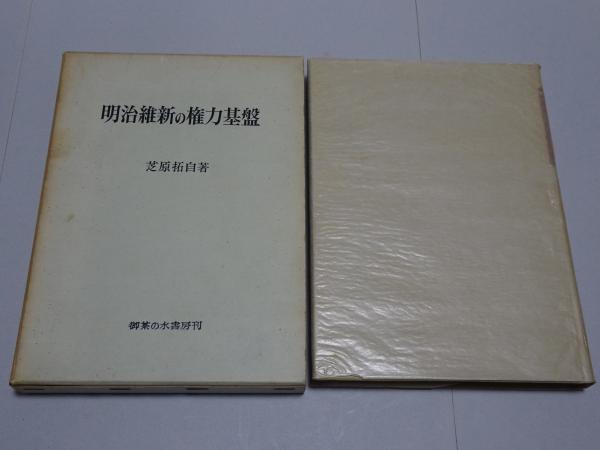 明治維新の権力基盤
芝原拓自著
御茶の水書房刊